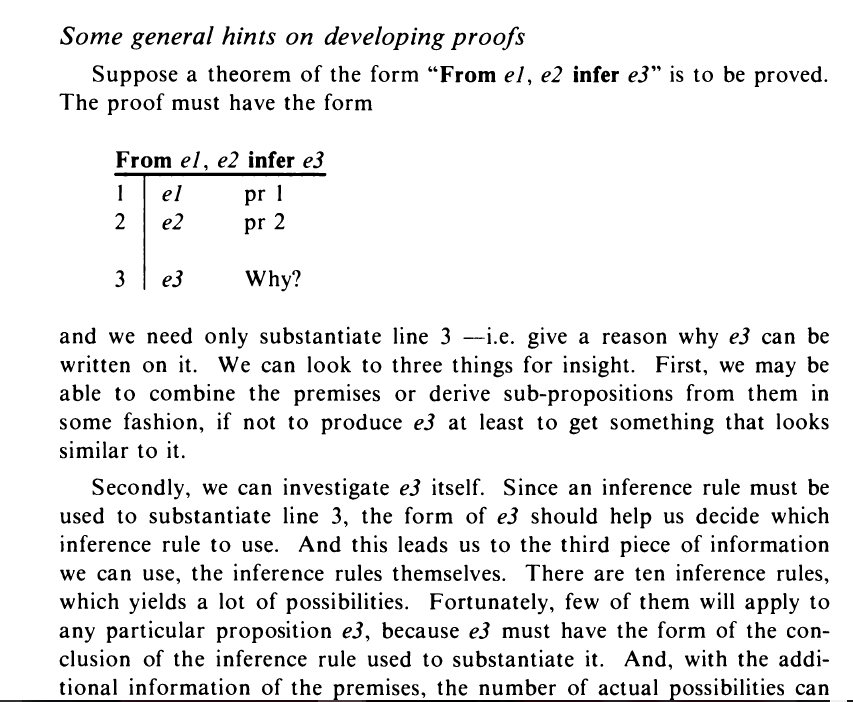 Some general hints on developing proofs
Suppose a theorem of the form “From e1, e2 infer e3” is to be proved.
The proof must have the form
From e1, e2 infer e3
1 e1 pr 1
2 e2 pr 2
3 e3 Why?
and we need only substantiate line 3 —i.e. give a reason why e3 can be
written on it. We can look to three things for insight. First, we may be
able to combine the premises or derive sub-propositions from them in
some fashion, if not to produce e3 at least to get something that looks
similar to it.
Secondly, we can investigate e3 itself. Since an inference rule must be
used to substantiate line 3, the form of e3 should help us decide which
inference rule to use. And this leads us to the third piece of information
we can use, the inference rules themselves. There are ten inference rules,
which yields a lot of possibilities. Fortunately, few of them will apply to
any particular proposition e3, because e3 must have the form of the con-
clusion of the inference rule used to substantiate it. And, with the addi-
tional information of the premises, the number of actual possibilities can